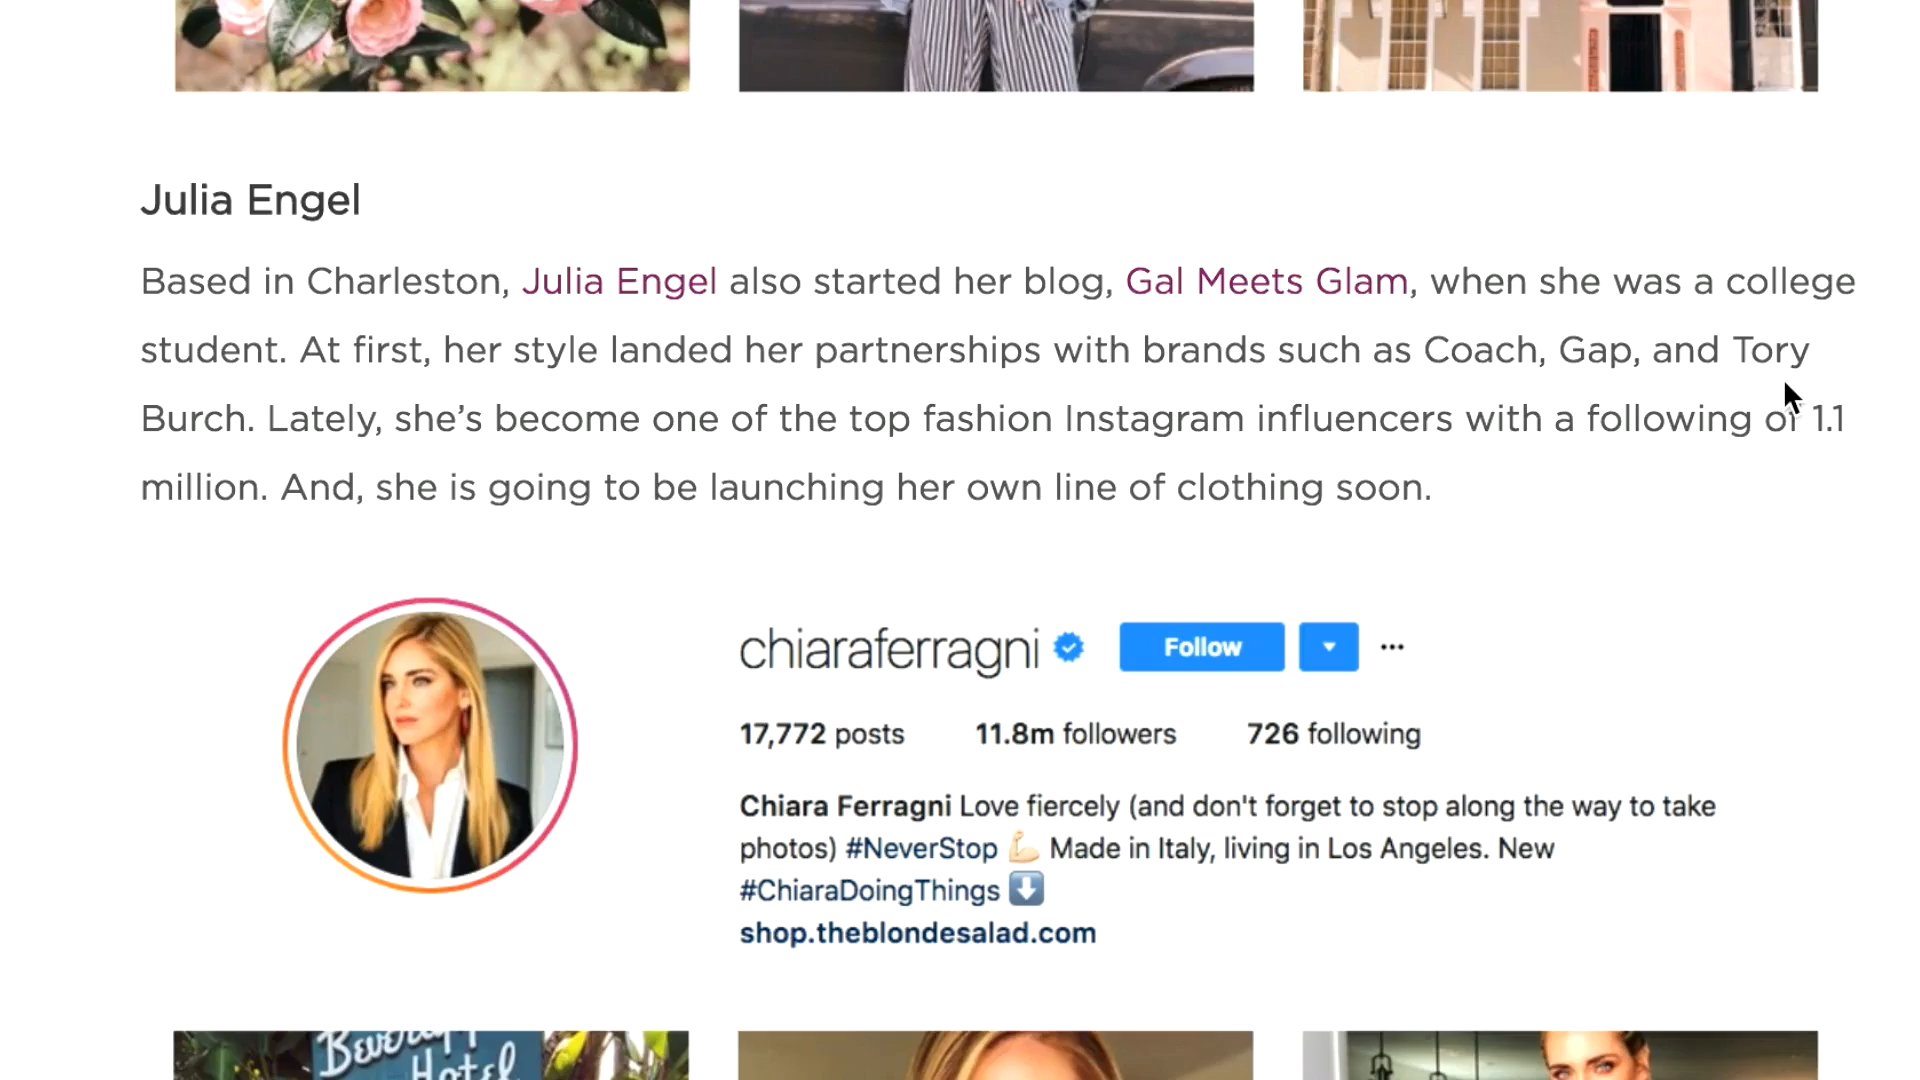 Julia Engel
Based in Charleston, Julia Engel also started her blog, Gal Meets Glam, when she was a college
student. At first, her style landed her partnerships with brands such as Coach, Gap, and Tory
Burch. Lately, she’s become one of the top fashion Instagram influencers with a following of 1.1
million. And, she is going to be launching her own line of clothing soon.
chiaraferragni Follow ...
17,772 posts 11.8m followers 726 following
Chiara Ferragni Love fiercely (and don't forget to stop along the way to take
photos) #NeverStop 💪🏻 Made in Italy, living in Los Angeles. New
#ChiaraDoingThings ⬇️
shop.theblondesalad.com
Hotel